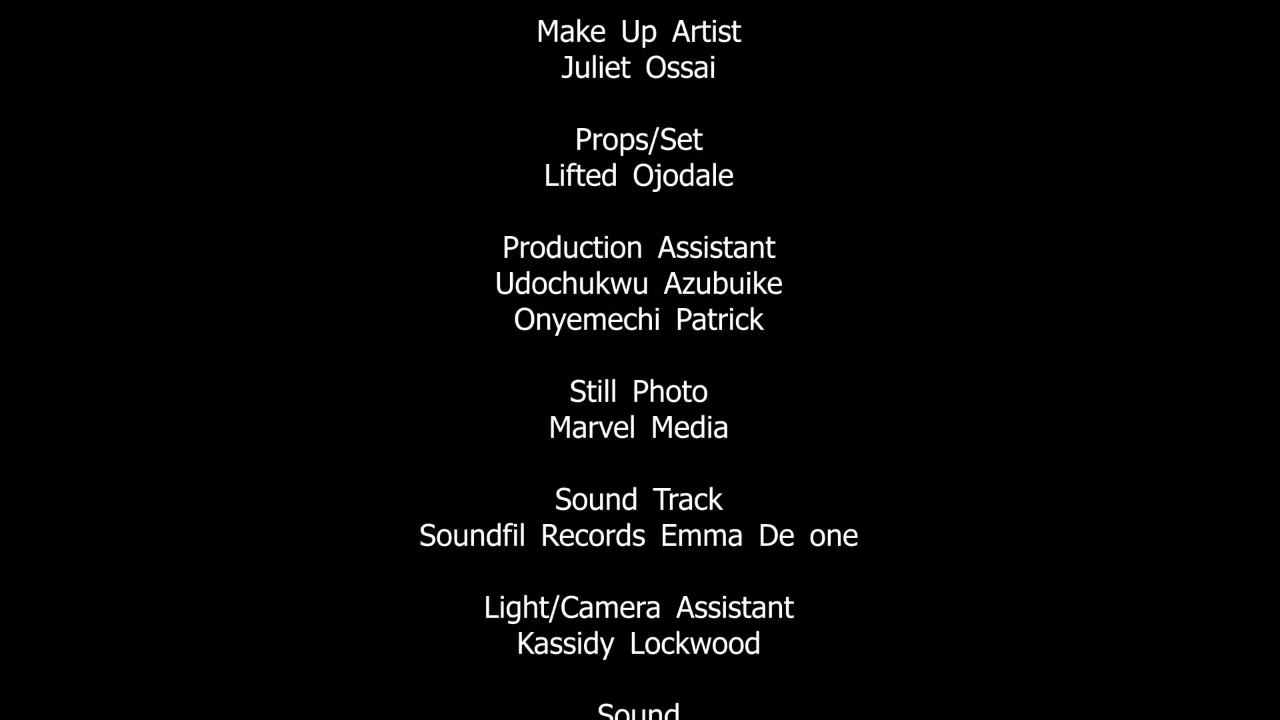 Make Up Artist
Juliet Ossai
Props/Set
Lifted Ojodale
Production Assistant
Udochukwu Azubuike
Onyemechi Patrick
Still Photo
Marvel Media
Sound Track
Soundfil Records Emma De one
Light/Camera Assistant
Kassidy Lockwood
Sound